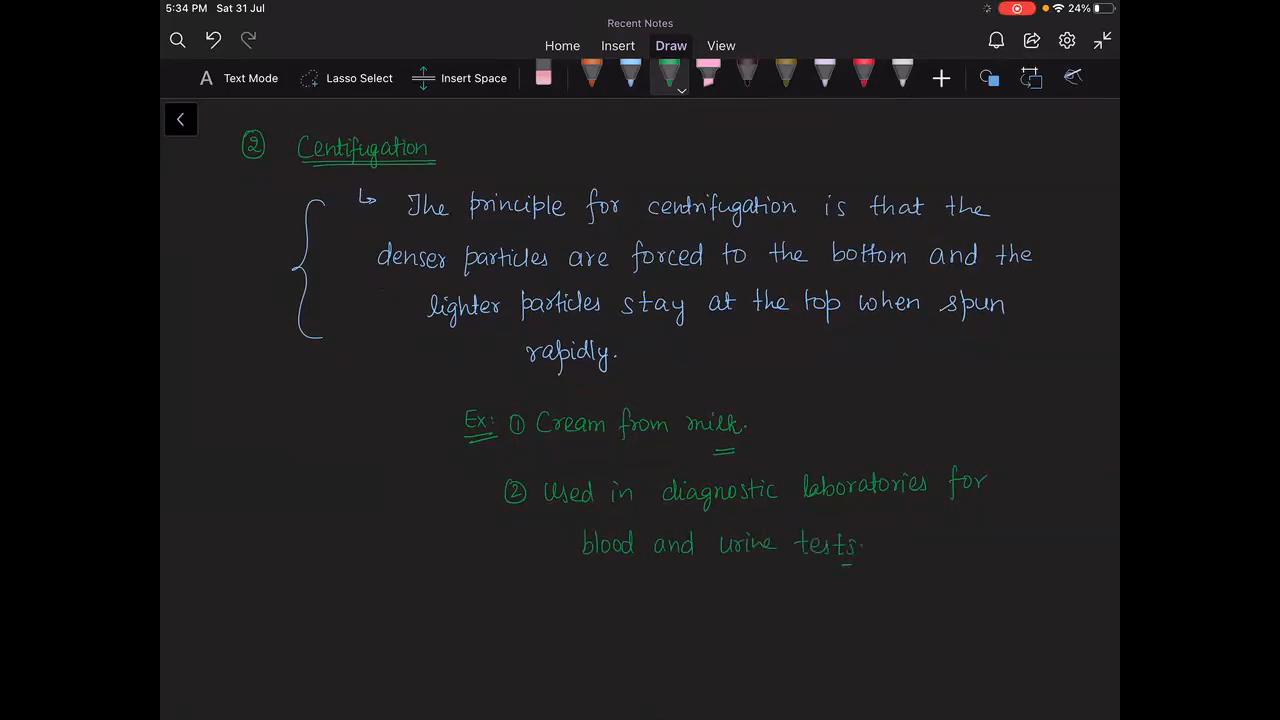 5:34 PM Sat 31 Jul
24%
Recent Notes
Home Insert Draw View
A Text Mode Lasso Select Insert Space
② Centifugation
↳ The principle for centrifugation is that the
denser particles are forced to the bottom and the
lighter particles stay at the top when spun
rapidly.
Ex: ① Cream from milk.
② Used in diagnostic laboratories for
blood and urine tests.